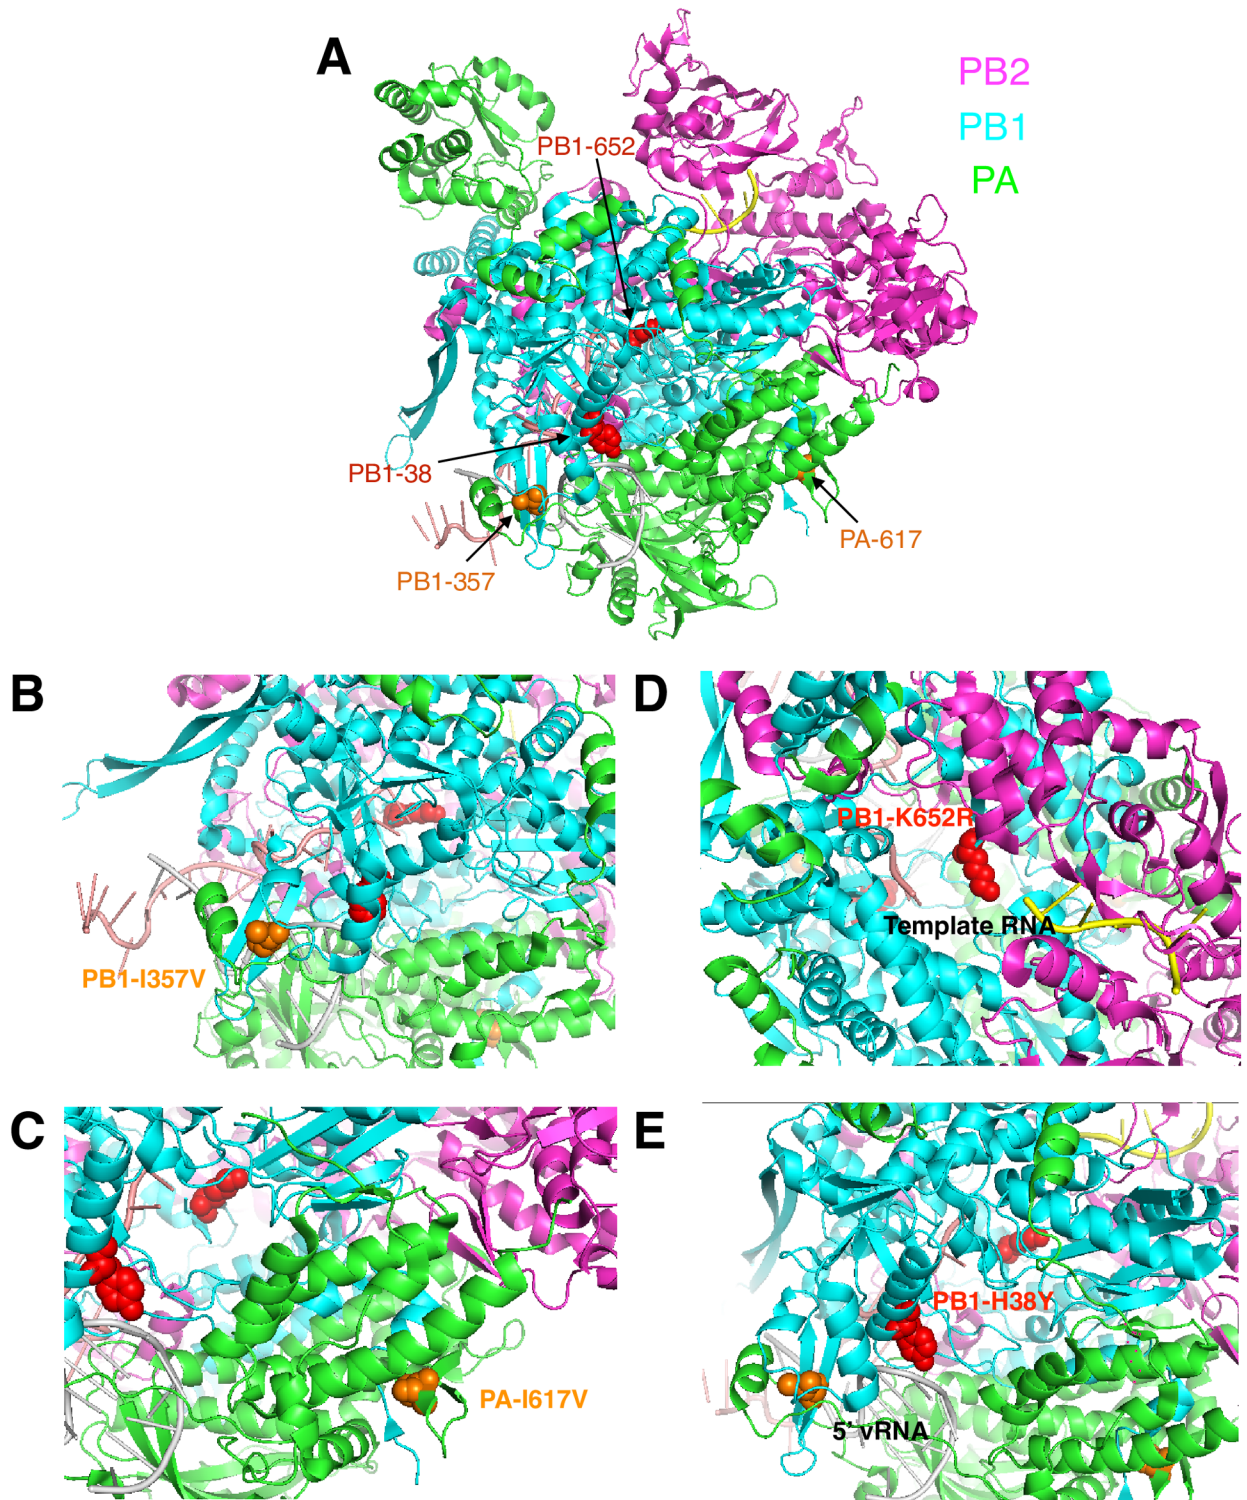 A
PB2
PB1
PA
PB1-652
PB1-38
PB1-357
PA-617
B
PB1-I357V
D
PB1-K652R
Template RNA
C
PA-I617V
E
PB1-H38Y
5’ vRNA